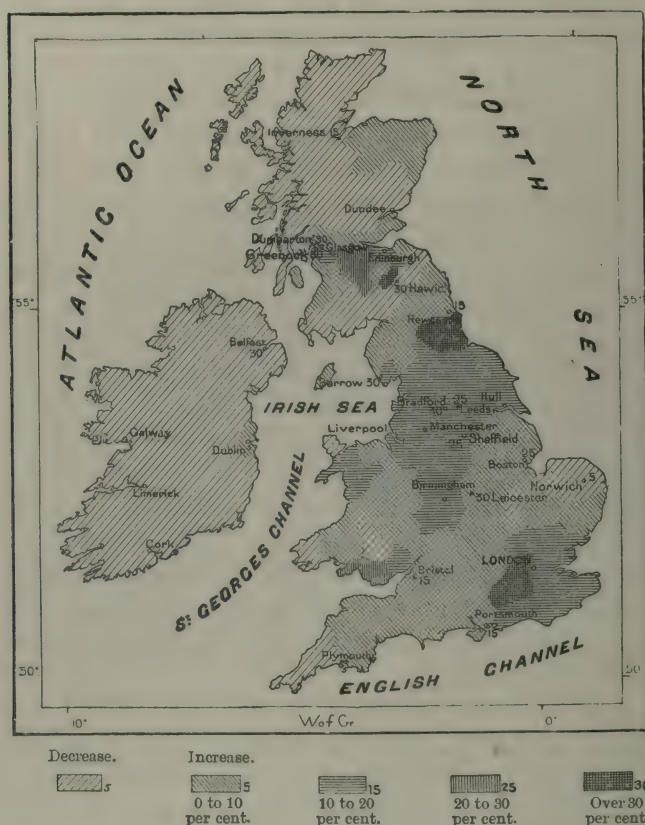 ATLANTIC OCEAN
NORTH
SEA
Inverness 15
Dundee
Dumbarton 30
Glasgow
Greenock 30
Edinburgh
30 Hawic
55°
55°
15
Newcastle
Belfast
30
Barrow 30
IRISH SEA
Bradford 25 Hull
30 Leeds
Liverpool
Manchester
25 Sheffield
Galway
Dublin
25
Boston
Birmingham
30 Leicester
Norwich 5
Limerick
Cork
ST GEORGES CHANNEL
LONDON
Bristol
15
Portsmouth
15
Plymouth
5
50°
50
ENGLISH CHANNEL
10°
W of Gr
0°
Decrease.
Increase.
5
5
15
25
30
0 to 10
per cent.
10 to 20
per cent.
20 to 30
per cent.
Over 30
per cent.